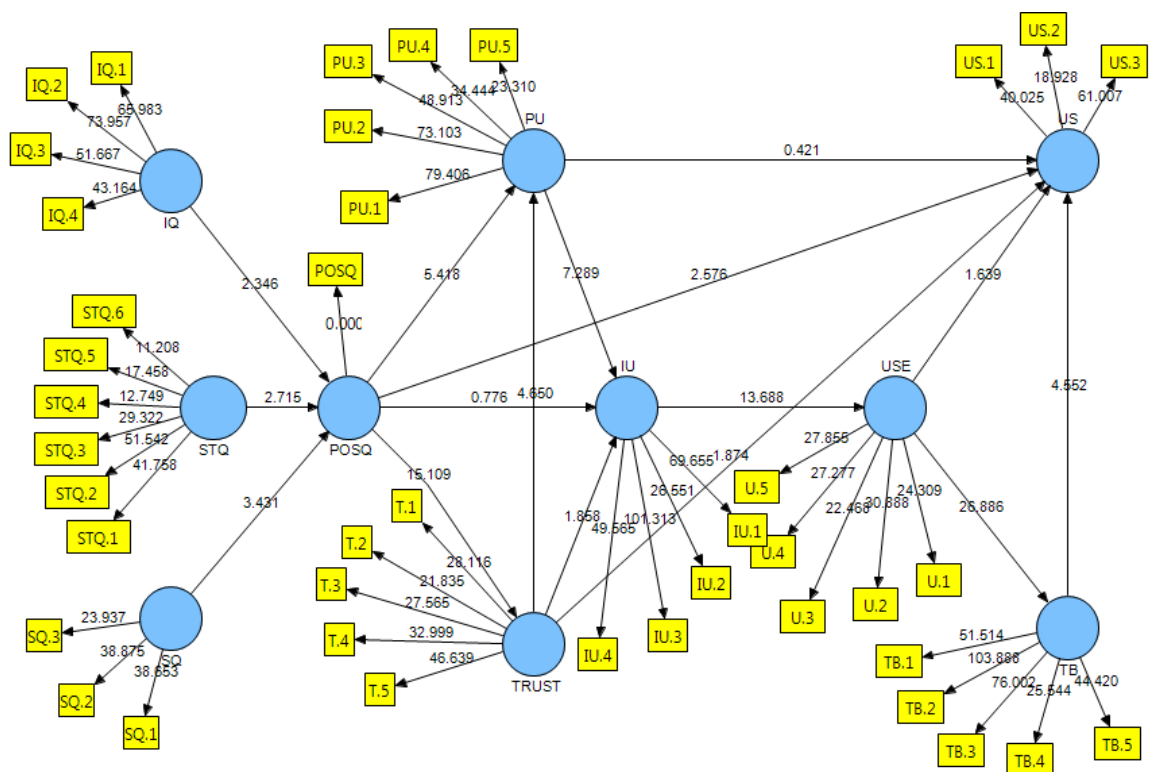 IQ.1
IQ.2
65.983
73.957
IQ.3
51.667
43.164
IQ.4
IQ
2.346
PU.5
PU.4
PU.3
23.310
34.444
48.913
PU
PU.2
73.103
79.406
PU.1
US.2
US.1
US.3
18.928
40.025
61.007
US
0.421
POSQ
0.000
5.418
7.289
2.576
1.639
STQ.6
11.208
STQ.5
17.458
STQ.4
12.749
29.322
STQ.3
51.542
41.758
STQ.2
STQ.1
STQ
2.715
POSQ
0.776
4.650
IU
13.688
USE
4.552
3.431
15.109
1.874
69.655
26.551
101.313
1.858
49.565
IU.1
IU.2
IU.3
IU.4
27.855
U.5
27.277
22.466
30.888
24.309
U.4
U.3
U.2
U.1
26.886
T.1
T.2
28.116
T.3
21.835
27.565
T.4
32.999
46.639
T.5
TRUST
SQ.3
23.937
SQ
38.875
38.653
SQ.2
SQ.1
51.514
TB.1
103.886
TB
76.002
44.420
25.544
TB.2
TB.3
TB.4
TB.5